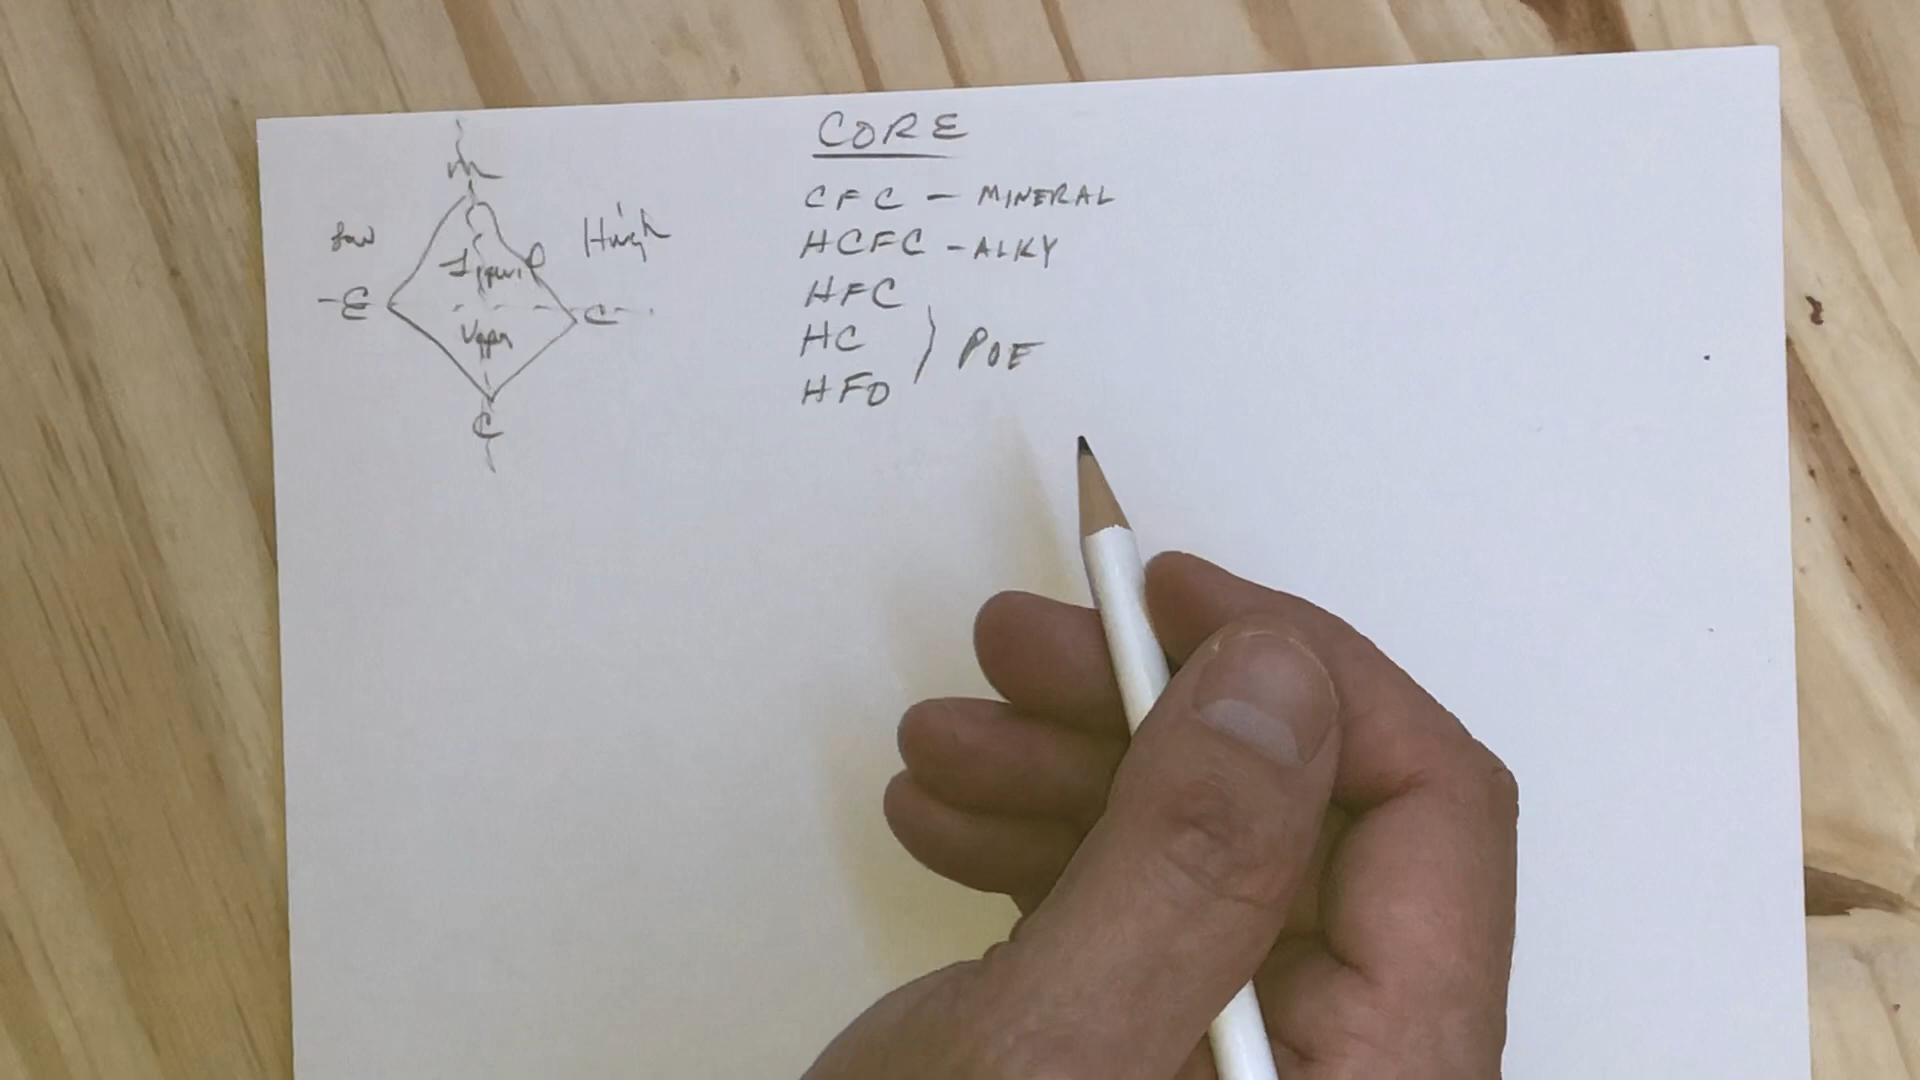 m
Low
High
Liquid
Vapor
E
C
C
CORE
CFC - MINERAL
HCFC - ALKY
HFC
HC
HFO
POE